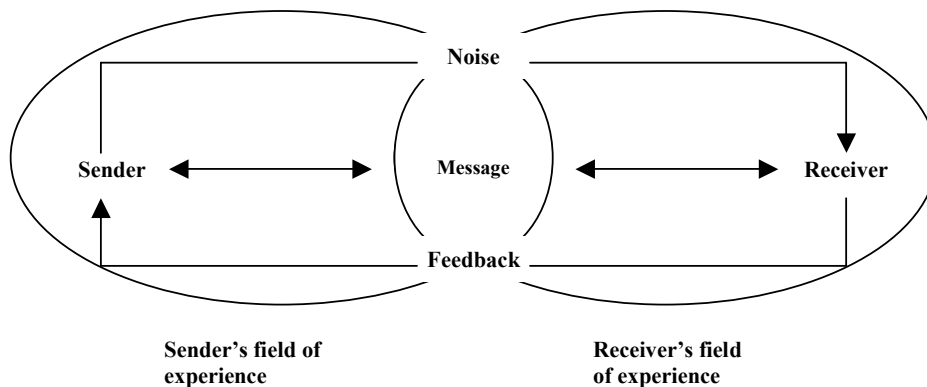 Noise
Sender
Message
Receiver
Feedback
Sender’s field of
experience
Receiver’s field
of experience